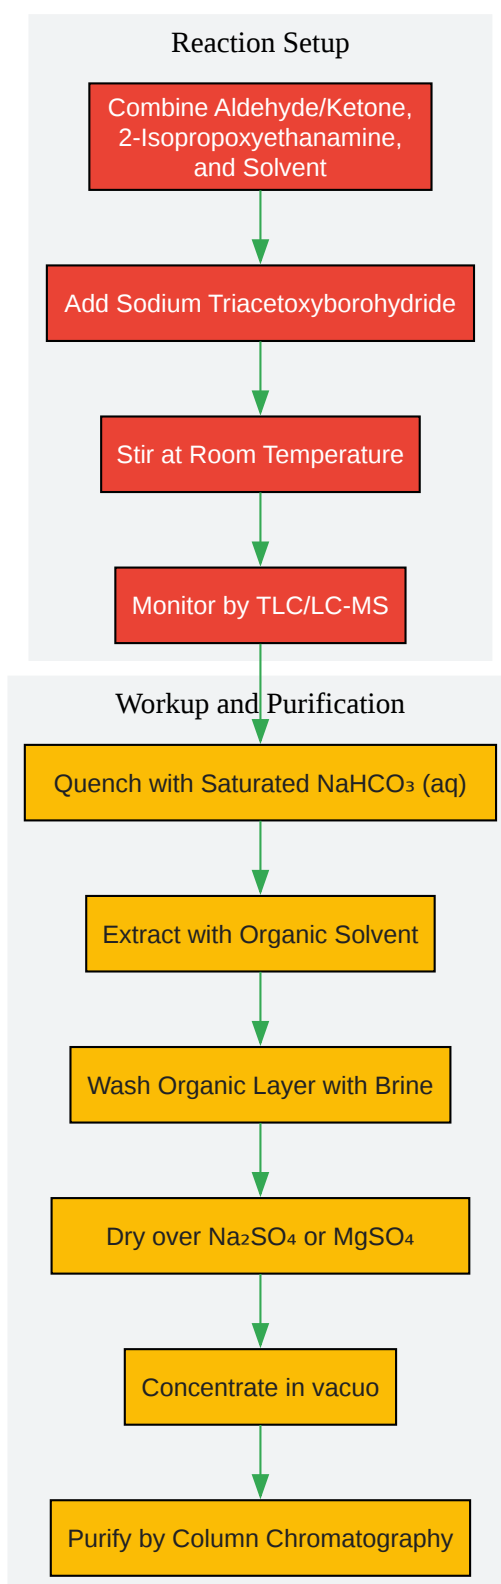 Reaction Setup
Combine Aldehyde/Ketone,
2-Isopropoxyethanamine,
and Solvent
Add Sodium Triacetoxyborohydride
Stir at Room Temperature
Monitor by TLC/LC-MS
Workup and Purification
Quench with Saturated NaHCO₃ (aq)
Extract with Organic Solvent
Wash Organic Layer with Brine
Dry over Na₂SO₄ or MgSO₄
Concentrate in vacuo
Purify by Column Chromatography